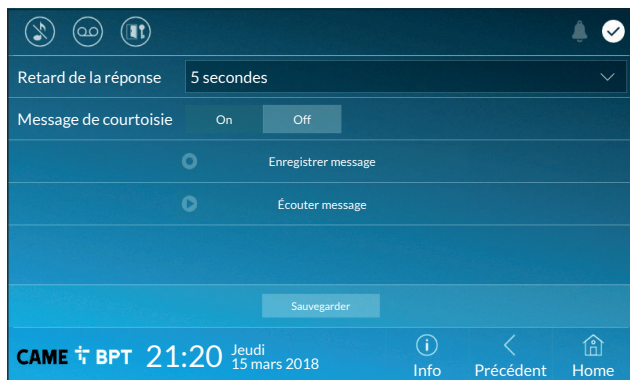 Retard de la réponse 5 secondes
Message de courtoisie On Off
Enregistrer message
Écouter message
Sauvegarder
CAME BPT 21:20 Jeudi
15 mars 2018
Info Précédent Home